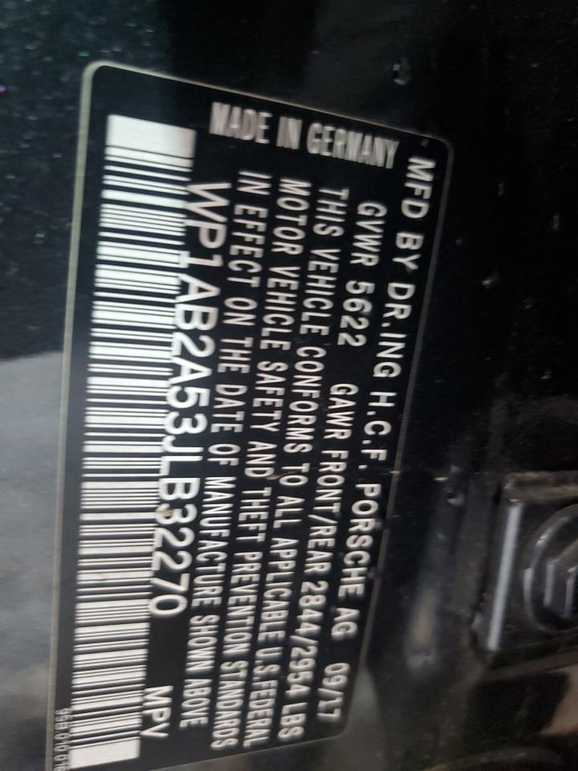 MFD BY DR.ING H.C.F. PORSCHE AG 09/17
GVWR 5622 GAWR FRONT/REAR 2844/2954 LBS
THIS VEHICLE CONFORMS TO ALL APPLICABLE U.S. FEDERAL
MOTOR VEHICLE SAFETY AND THEFT PREVENTION STANDARDS
IN EFFECT ON THE DATE OF MANUFACTURE SHOWN ABOVE
WP1AB2A53JLB32270 MPV
MADE IN GERMANY